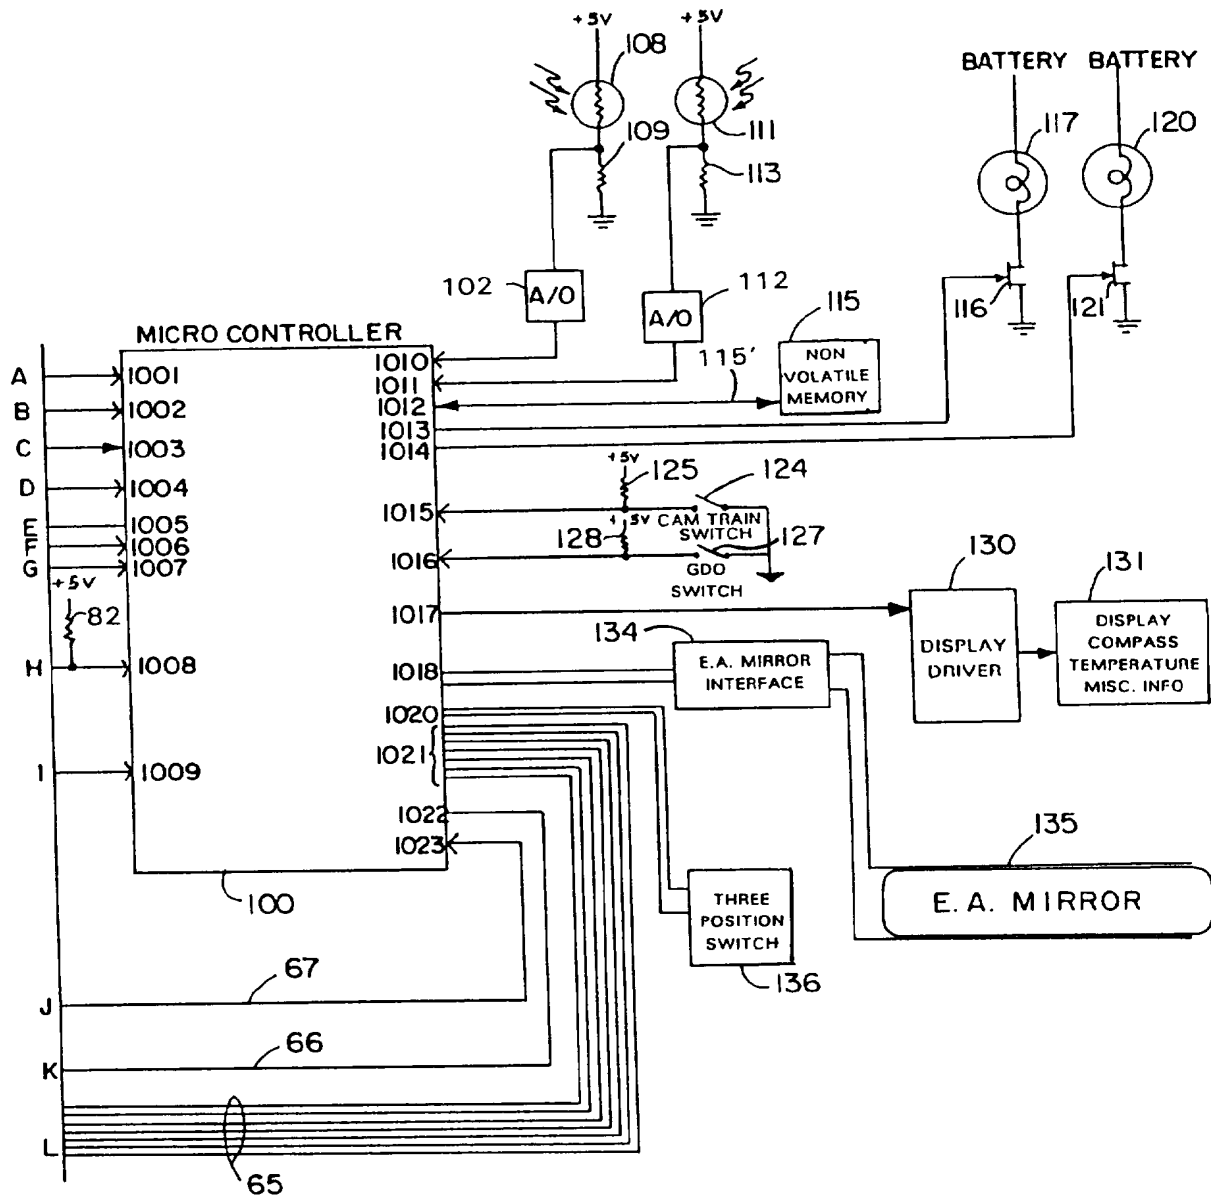 +5V
+5V
108
BATTERY
BATTERY
109
111
117
120
113
102
A/O
A/O
112
116
121
MICRO CONTROLLER
115
NON
VOLATILE
MEMORY
115'
A
1001
1010
B
1002
1011
C
1003
1012
D
1004
1013
E
1005
1014
F
1006
G
1007
+5V
125
124
1015
+ 5V
CAM TRAIN
SWITCH
128
127
1016
GDO
SWITCH
+5V
82
1017
130
131
134
DISPLAY
DRIVER
DISPLAY
COMPASS
TEMPERATURE
MISC. INFO
H
1008
1018
E.A. MIRROR
INTERFACE
1020
1021
I
1009
1022
1023
135
100
THREE
POSITION
SWITCH
E. A. MIRROR
136
67
J
66
K
L
65